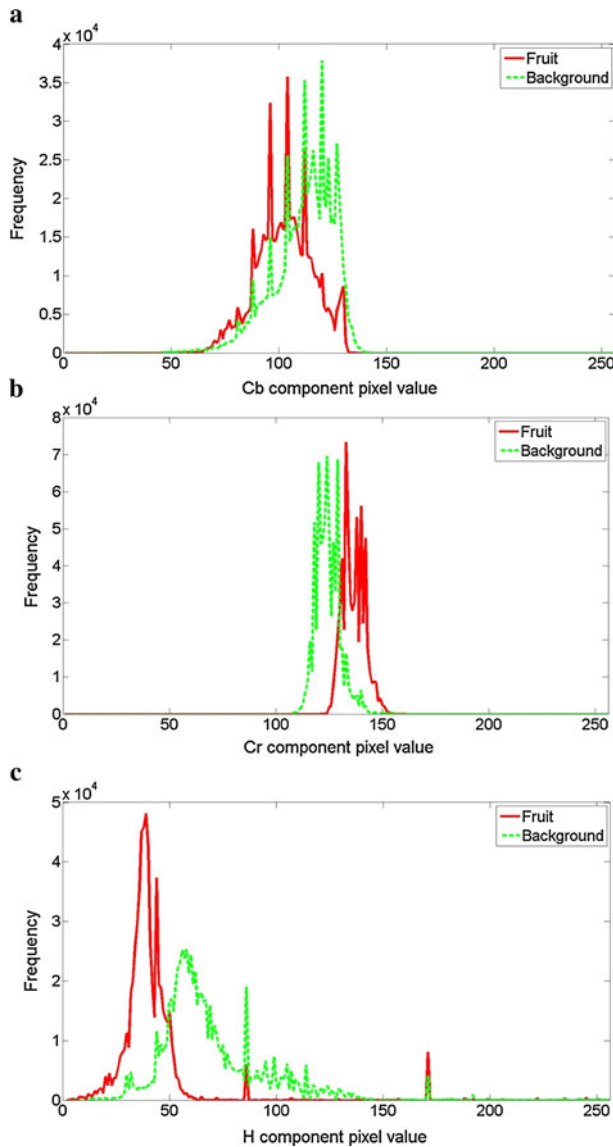 a
x 10^4
4
3.5
3
2.5
2
1.5
1
0.5
0
Frequency
Fruit
Background
0 50 100 150 200 250
Cb component pixel value
b
x 10^4
8
7
6
5
4
3
2
1
0
Frequency
Fruit
Background
0 50 100 150 200 250
Cr component pixel value
c
x 10^4
5
4
3
2
1
0
Frequency
Fruit
Background
0 50 100 150 200 250
H component pixel value